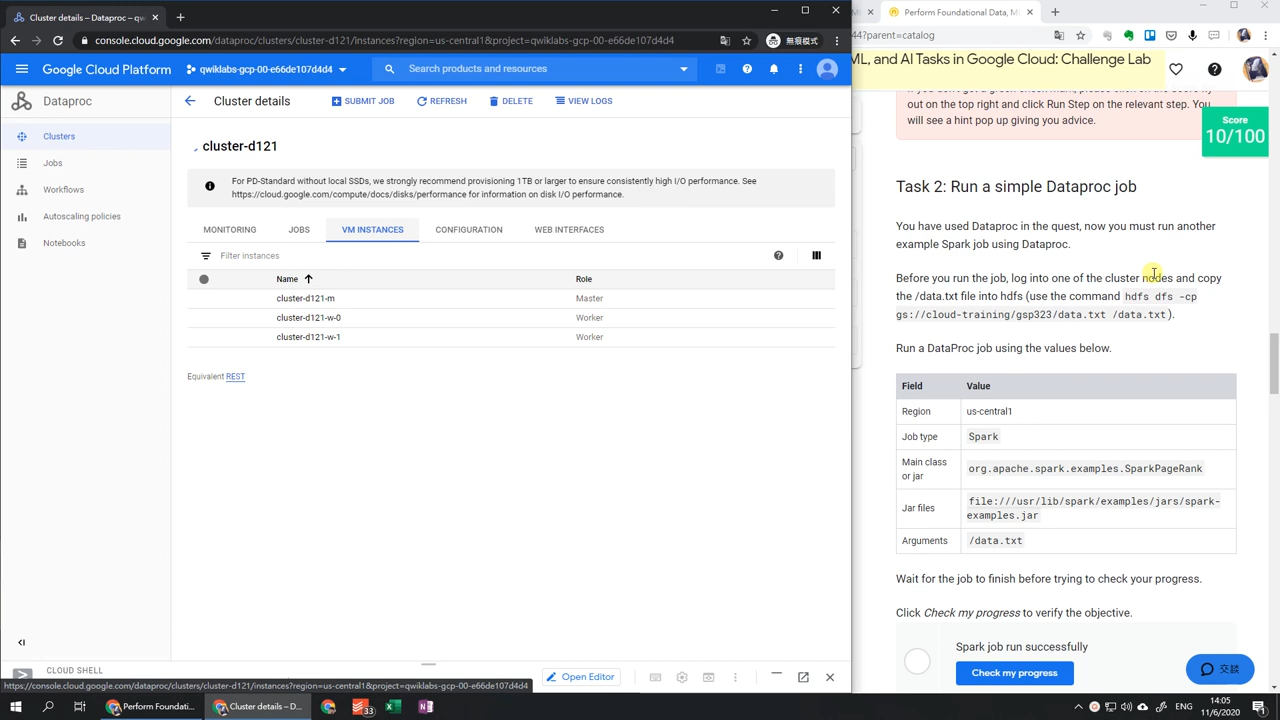 Cluster details – Dataproc – qw
Perform Foundational Data, M
console.cloud.google.com/dataproc/clusters/cluster-d121/instances?region=us-central1&project=qwiklabs-gcp-00-e66de107d4d4
無痕模式
44?parent=catalog
Google Cloud Platform
qwiklabs-gcp-00-e66de107d4d4
Search products and resources
ML, and AI Tasks in Google Cloud: Challenge Lab
Dataproc
Cluster details
SUBMIT JOB
REFRESH
DELETE
VIEW LOGS
Clusters
Jobs
Workflows
Autoscaling policies
Notebooks
cluster-d121
For PD-Standard without local SSDs, we strongly recommend provisioning 1TB or larger to ensure consistently high I/O performance. See
https://cloud.google.com/compute/docs/disks/performance for information on disk I/O performance.
MONITORING
JOBS
VM INSTANCES
CONFIGURATION
WEB INTERFACES
Filter instances
Name
Role
cluster-d121-m
Master
cluster-d121-w-0
Worker
cluster-d121-w-1
Worker
Equivalent REST
CLOUD SHELL
Open Editor
https://console.cloud.google.com/dataproc/clusters/cluster-d121/instances?region=us-central1&project=qwiklabs-gcp-00-e66de107d4d4
out on the top right and click Run Step on the relevant step. You
will see a hint pop up giving you advice.
Score
10/100
Task 2: Run a simple Dataproc job
You have used Dataproc in the quest, now you must run another
example Spark job using Dataproc.
Before you run the job, log into one of the cluster nodes and copy
the /data.txt file into hdfs (use the command hdfs dfs -cp
gs://cloud-training/gsp323/data.txt /data.txt).
Run a DataProc job using the values below.
Field
Value
Region
us-central1
Job type
Spark
Main class
or jar
org.apache.spark.examples.SparkPageRank
Jar files
file:///usr/lib/spark/examples/jars/spark-
examples.jar
Arguments
/data.txt
Wait for the job to finish before trying to check your progress.
Click Check my progress to verify the objective.
Spark job run successfully
Check my progress
交談
Perform Foundati...
Cluster details – D...
33
ENG
14:05
11/6/2020
1